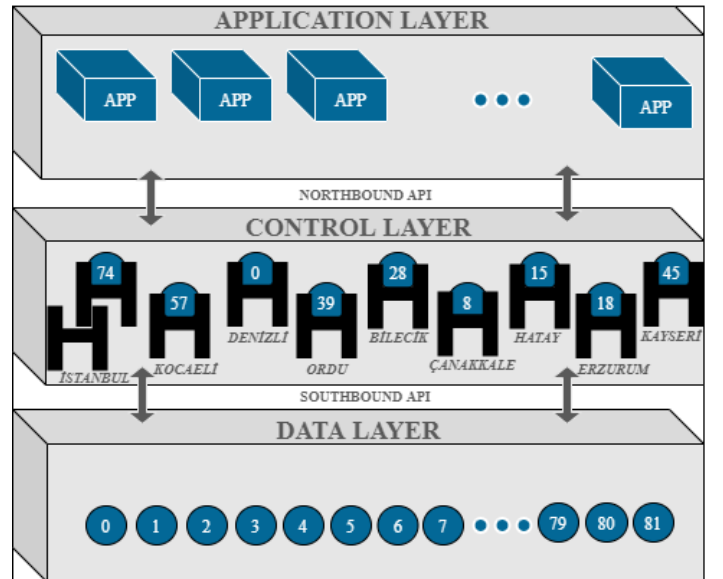 APPLICATION LAYER
APP APP APP APP
NORTHBOUND API
CONTROL LAYER
74 0 28 15 45
57 39 8 18
DENİZLİ BİLECİK HATAY KAYSERİ
İSTANBUL KOCAELİ ORDU ÇANAKKALE ERZURUM
SOUTHBOUND API
DATA LAYER
0 1 2 3 4 5 6 7 79 80 81